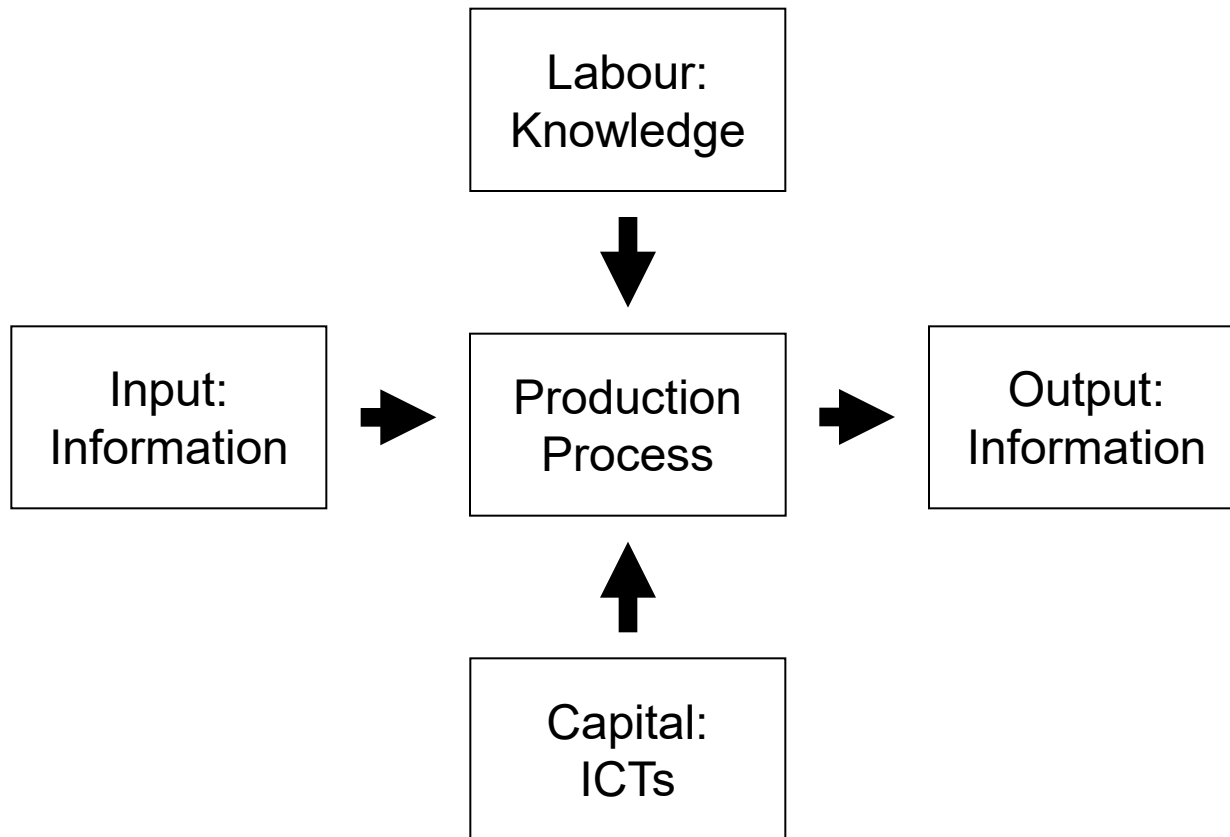 Labour:
Knowledge
Input:
Information
Production
Process
Output:
Information
Capital:
ICTs